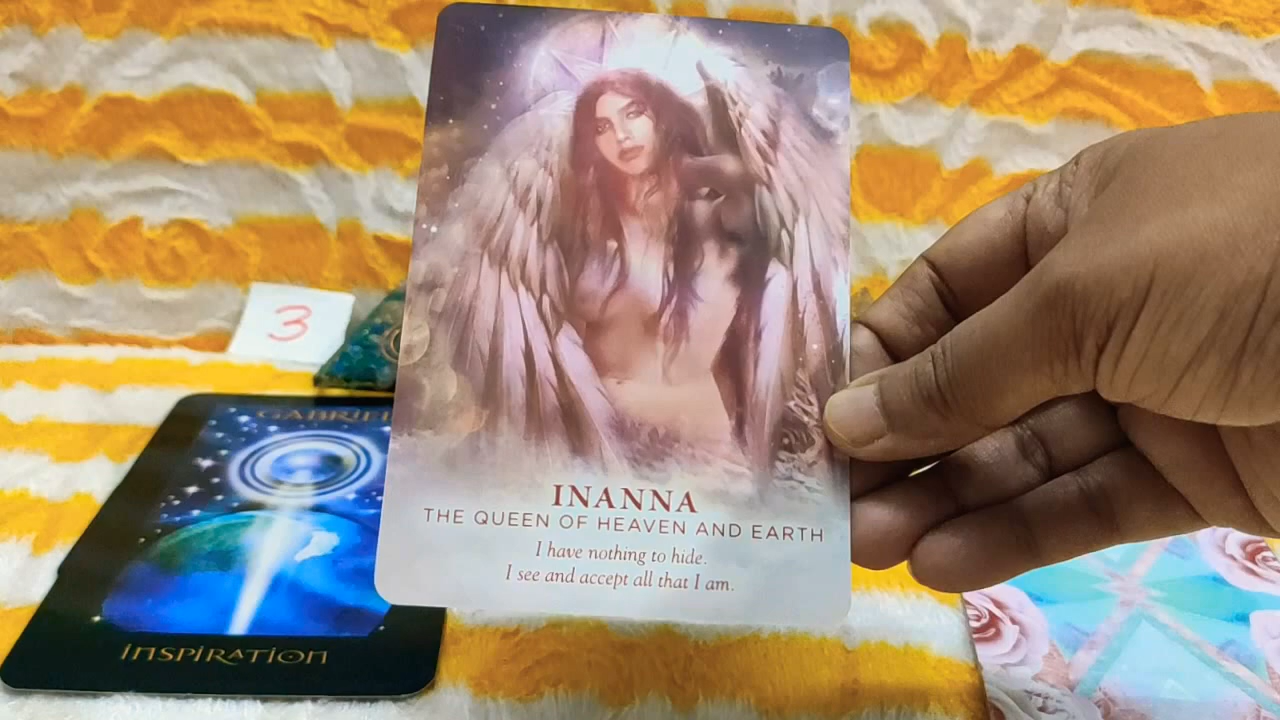 3
GABRIEL
INSPIRATION
INANNA
THE QUEEN OF HEAVEN AND EARTH
I have nothing to hide.
I see and accept all that I am.